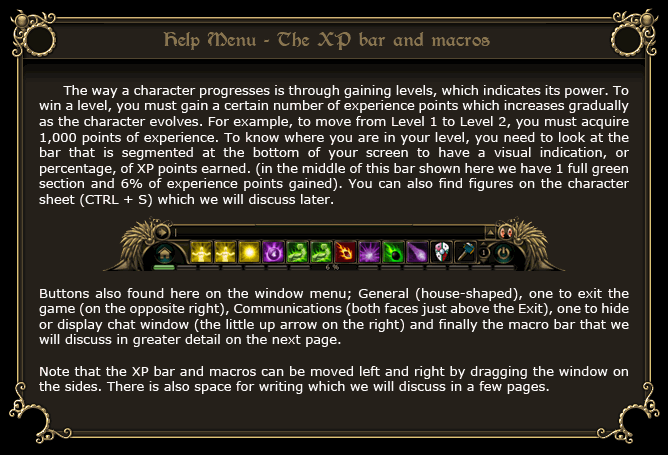 Help Menu - The XP bar and macros
The way a character progresses is through gaining levels, which indicates its power. To
win a level, you must gain a certain number of experience points which increases gradually
as the character evolves. For example, to move from Level 1 to Level 2, you must acquire
1,000 points of experience. To know where you are in your level, you need to look at the
bar that is segmented at the bottom of your screen to have a visual indication, or
percentage, of XP points earned. (in the middle of this bar shown here we have 1 full green
section and 6% of experience points gained). You can also find figures on the character
sheet (CTRL + S) which we will discuss later.
1
6 %
Buttons also found here on the window menu; General (house-shaped), one to exit the
game (on the opposite right), Communications (both faces just above the Exit), one to hide
or display chat window (the little up arrow on the right) and finally the macro bar that we
will discuss in greater detail on the next page.
Note that the XP bar and macros can be moved left and right by dragging the window on
the sides. There is also space for writing which we will discuss in a few pages.